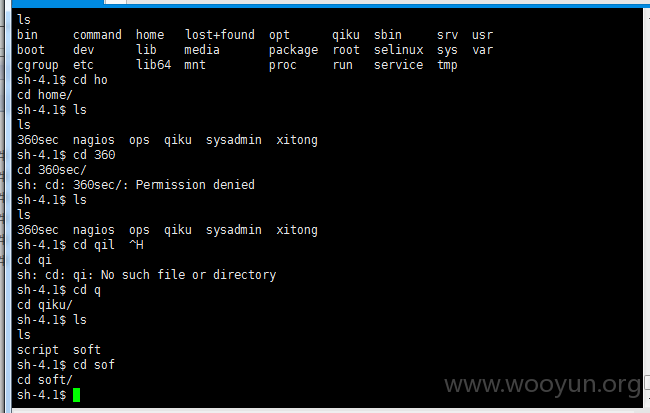 ls
bin command home lost+found opt qiku sbin srv usr
boot dev lib media package root selinux sys var
cgroup etc lib64 mnt proc run service tmp
sh-4.1$ cd ho
cd home/
sh-4.1$ ls
ls
360sec nagios ops qiku sysadmin xitong
sh-4.1$ cd 360
cd 360sec/
sh: cd: 360sec/: Permission denied
sh-4.1$ ls
ls
360sec nagios ops qiku sysadmin xitong
sh-4.1$ cd qil ^H
cd qi
sh: cd: qi: No such file or directory
sh-4.1$ cd q
cd qiku/
sh-4.1$ ls
ls
script soft
sh-4.1$ cd sof
cd soft/
sh-4.1$
www.wooyun.org